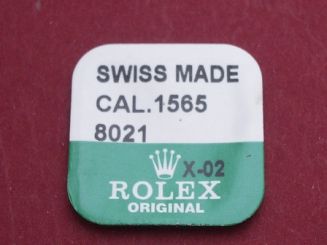 SWISS MADE
CAL.1565
8021
X-02
ROLEX
ORIGINAL